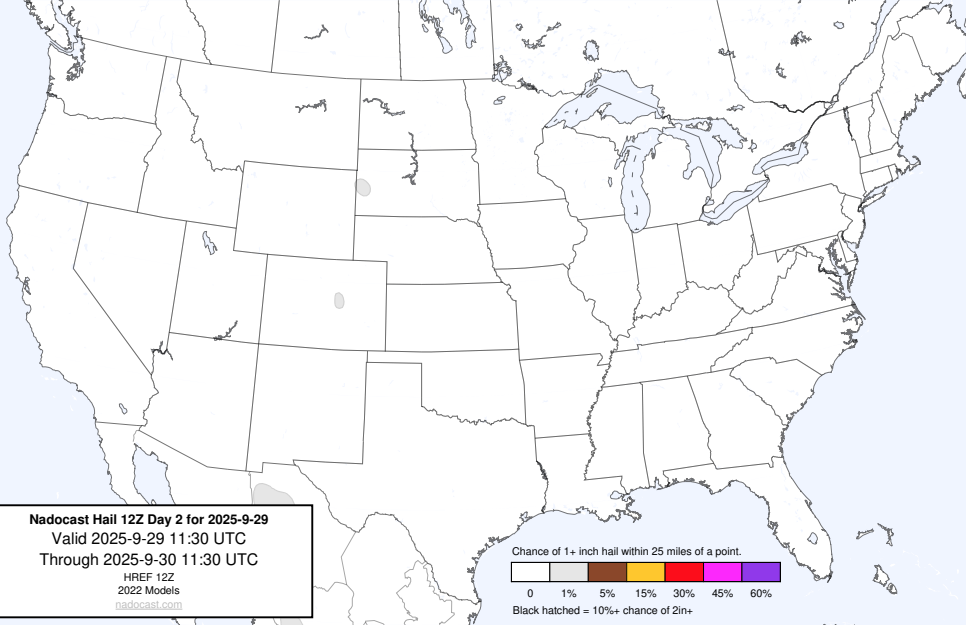 Nadocast Hail 12Z Day 2 for 2025-9-29
Valid 2025-9-29 11:30 UTC
Through 2025-9-30 11:30 UTC
HREF 12Z
2022 Models
nadocast.com
Chance of 1+ inch hail within 25 miles of a point.
0 1% 5% 15% 30% 45% 60%
Black hatched = 10%+ chance of 2in+